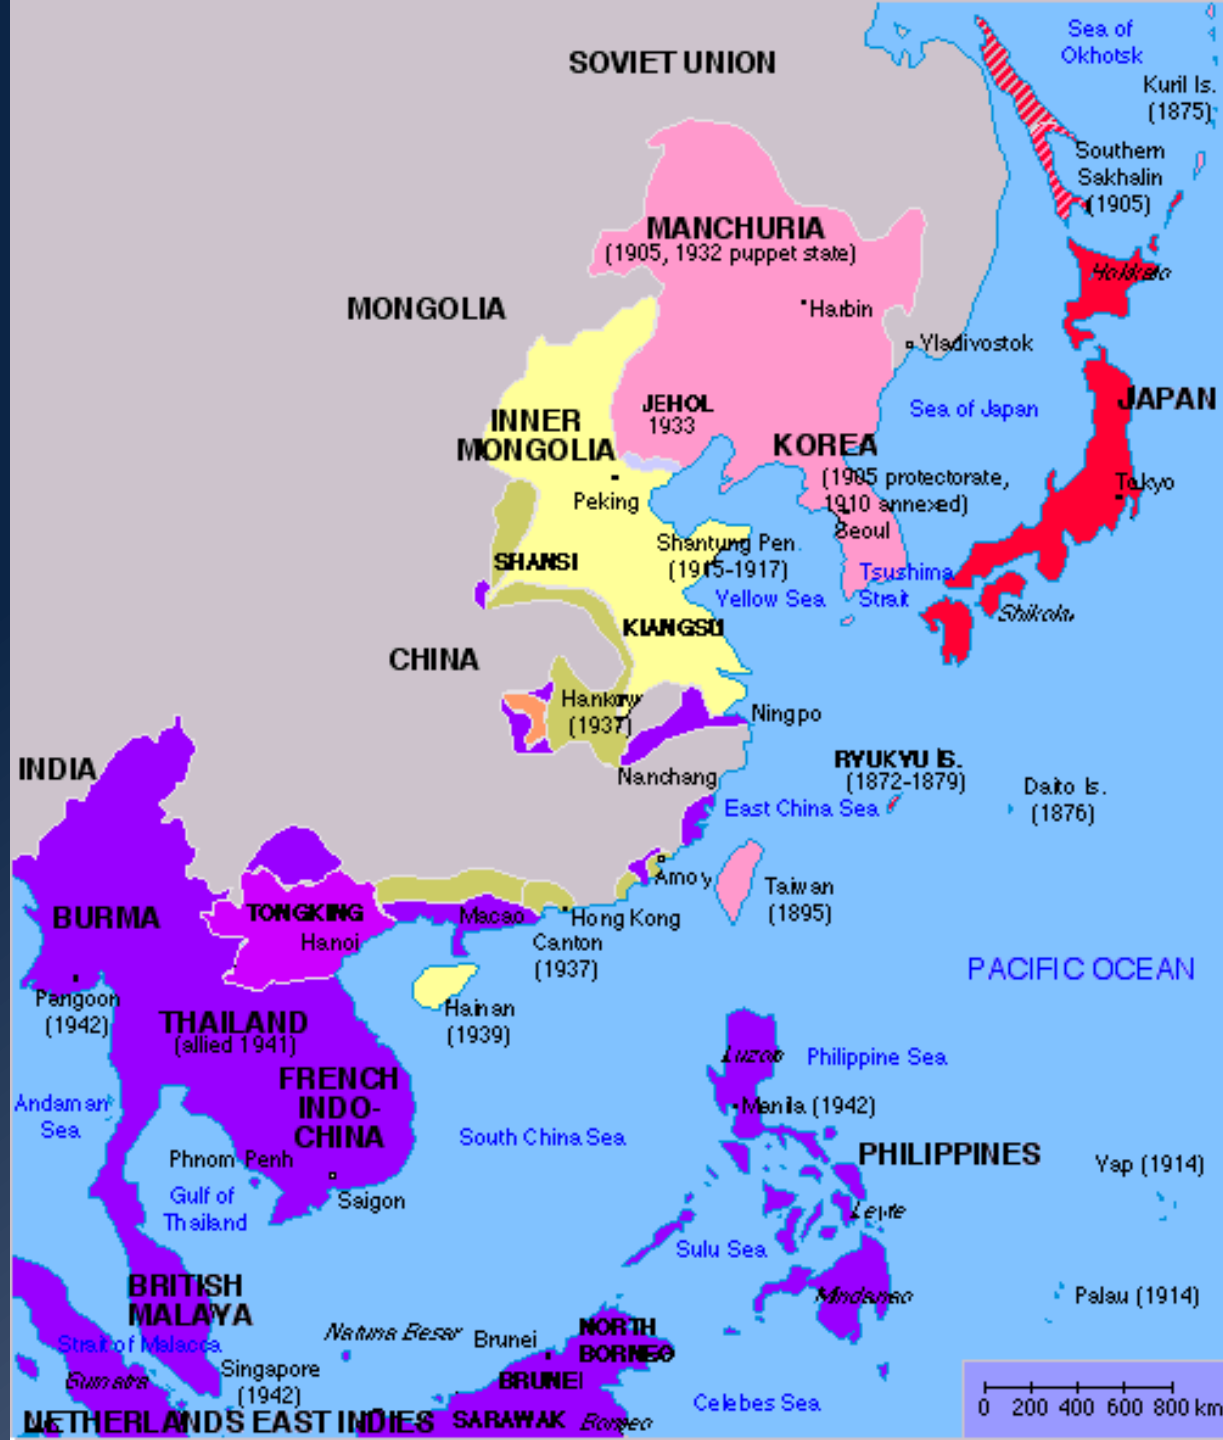 Sea of
Okhotsk
SOVIET UNION
Kuril Is.
(1875)
Southern
Sakhalin
(1905)
MANCHURIA
(1905, 1932 puppet state)
Hokkaio
MONGOLIA
Harbin
Vladivostok
JAPAN
JEHOL
1933
Sea of Japan
INNER
MONGOLIA
KOREA
(1905 protectorate,
1910 annexed)
Tokyo
Peking
Seoul
Shantung Pen.
(1915-1917)
SHANSI
Tsushima
Strait
Yellow Sea
Shikoku
KIANGSU
CHINA
Hankow
(1937)
Ningpo
RYUKYU IS.
(1872-1879)
INDIA
Nanchang
Daito Is.
(1876)
East China Sea
Amoy
Taiwan
(1895)
BURMA
TONGKING
Hanoi
Macao
Hong Kong
Canton
(1937)
PACIFIC OCEAN
Pangoon
(1942)
Hainan
(1939)
THAILAND
(allied 1941)
Luzon
Philippine Sea
FRENCH
INDO-
CHINA
Andaman
Sea
Manila (1942)
South China Sea
PHILIPPINES
Phnom Penh
Yap (1914)
Gulf of
Thailand
Saigon
Leyte
Sulu Sea
BRITISH
MALAYA
Mindanao
Palau (1914)
Strait of Malacca
Natuna Besar
Brunei
NORTH
BORNEO
Singapore
(1942)
Sumatra
BRUNEI
Celebes Sea
NETHERLANDS EAST INDIES
SARAWAK
Borneo
0 200 400 600 800 km